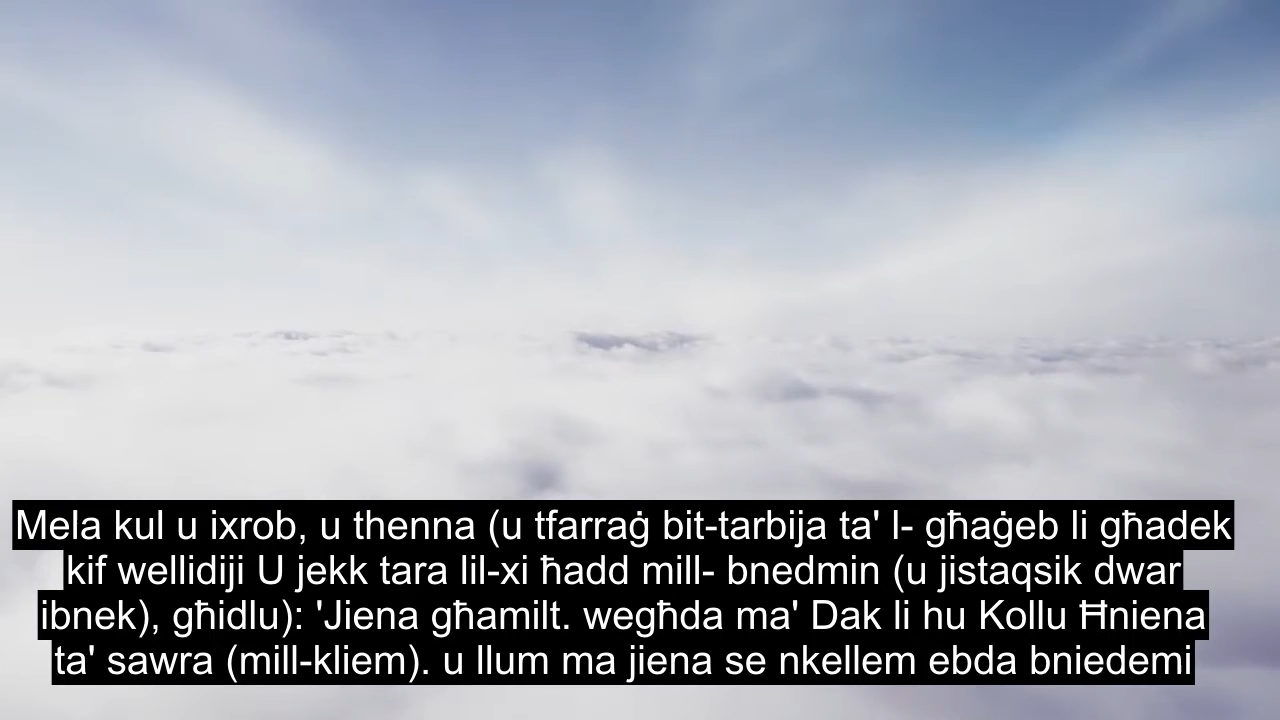 Mela kul u ixrob, u thenna (u tfarraġ bit-tarbija ta' l- għaġeb li għadek
kif wellidiji U jekk tara lil-xi ħadd mill- bnedmin (u jistaqsik dwar
ibnek), għidlu): 'Jiena għamilt. wegħda ma' Dak li hu Kollu Ħniena
ta' sawra (mill-kliem). u llum ma jiena se nkellem ebda bniedemi